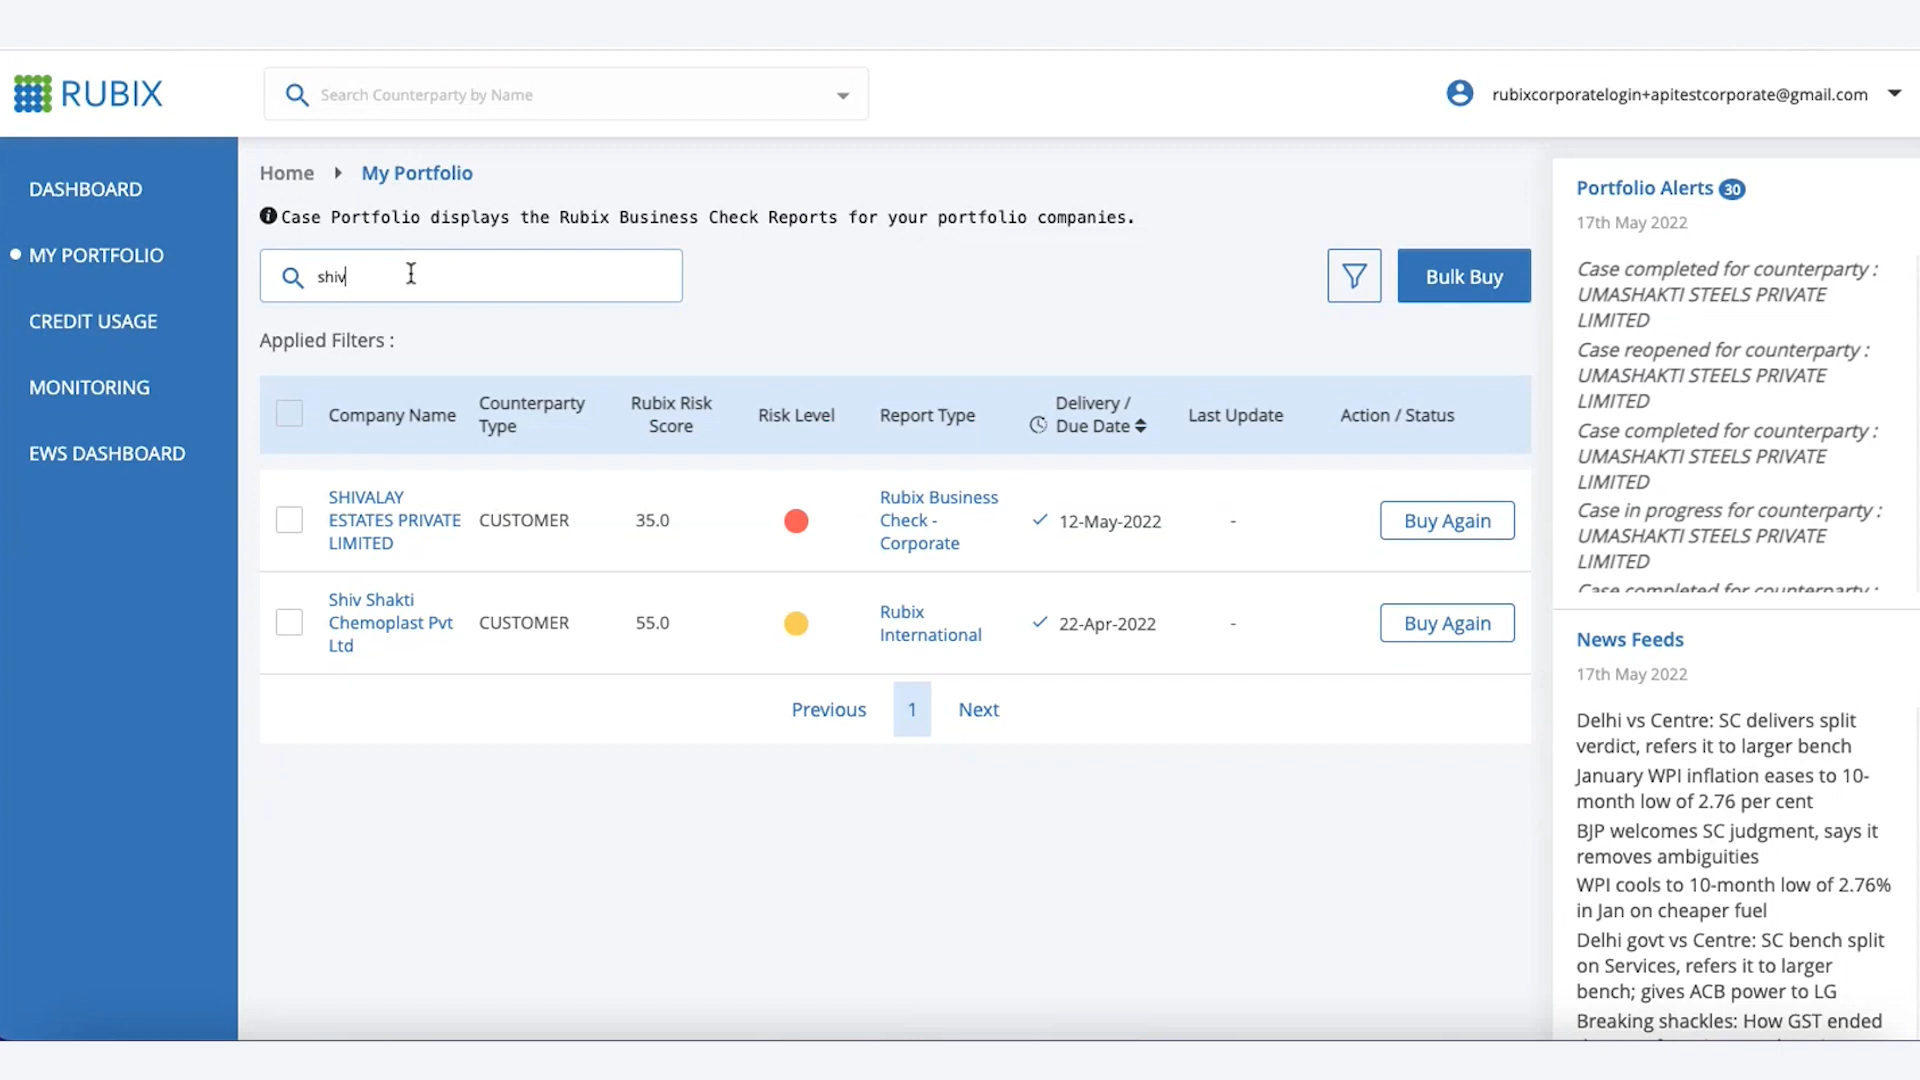 RUBIX
Search Counterparty by Name
rubixcorporatelogin+apitestcorporate@gmail.com
DASHBOARD
MY PORTFOLIO
CREDIT USAGE
MONITORING
EWS DASHBOARD
Home
My Portfolio
Case Portfolio displays the Rubix Business Check Reports for your portfolio companies.
shiv
Bulk Buy
Applied Filters :
Company Name
Counterparty
Type
Rubix Risk
Score
Risk Level
Report Type
Delivery /
Due Date
Last Update
Action / Status
SHIVALAY
ESTATES PRIVATE
LIMITED
CUSTOMER
35.0
Rubix Business
Check -
Corporate
12-May-2022
-
Buy Again
Shiv Shakti
Chemoplast Pvt
Ltd
CUSTOMER
55.0
Rubix
International
22-Apr-2022
-
Buy Again
Previous
1
Next
Portfolio Alerts 30
17th May 2022
Case completed for counterparty :
UMASHAKTI STEELS PRIVATE
LIMITED
Case reopened for counterparty :
UMASHAKTI STEELS PRIVATE
LIMITED
Case completed for counterparty :
UMASHAKTI STEELS PRIVATE
LIMITED
Case in progress for counterparty :
UMASHAKTI STEELS PRIVATE
LIMITED
Case completed for counterparty :
News Feeds
17th May 2022
Delhi vs Centre: SC delivers split
verdict, refers it to larger bench
January WPI inflation eases to 10-
month low of 2.76 per cent
BJP welcomes SC judgment, says it
removes ambiguities
WPI cools to 10-month low of 2.76%
in Jan on cheaper fuel
Delhi govt vs Centre: SC bench split
on Services, refers it to larger
bench; gives ACB power to LG
Breaking shackles: How GST ended